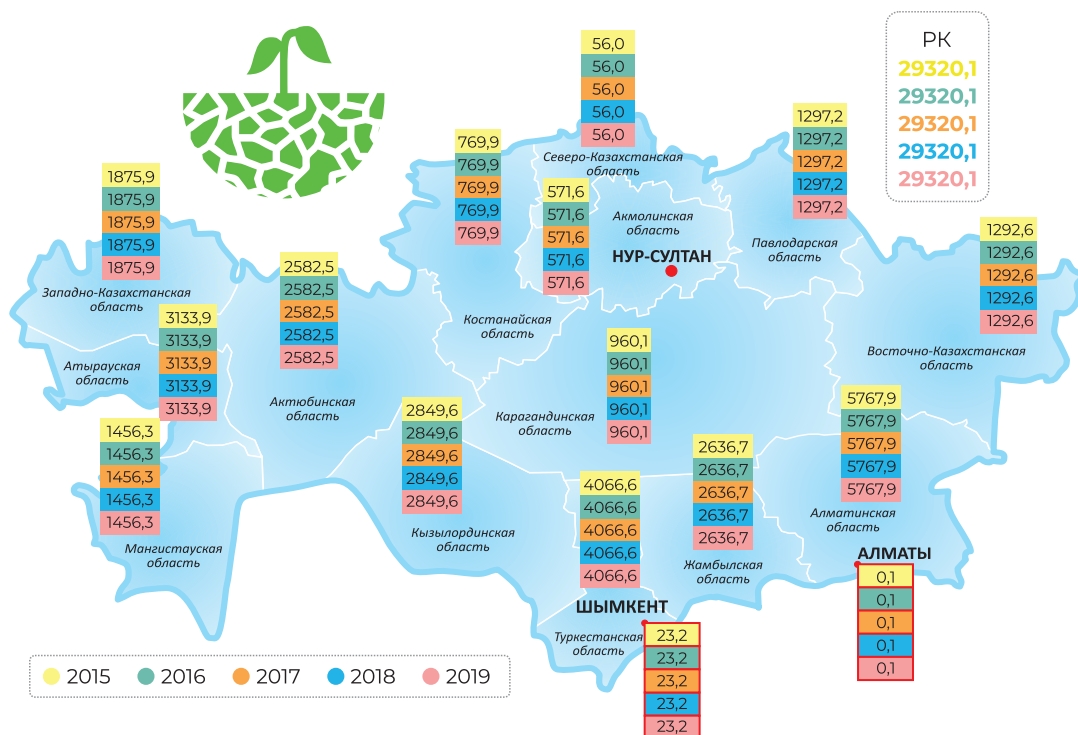 РК
29320,1
29320,1
29320,1
29320,1
29320,1
56,0
56,0
56,0
56,0
56,0
Северо-Казахстанская
область
1297,2
1297,2
1297,2
1297,2
1297,2
Павлодарская
область
769,9
769,9
769,9
769,9
769,9
Костанайская
область
571,6
571,6
571,6
571,6
571,6
Акмолинская
область
НУР-СУЛТАН
1875,9
1875,9
1875,9
1875,9
1875,9
Западно-Казахстанская
область
2582,5
2582,5
2582,5
2582,5
2582,5
Актюбинская
область
1292,6
1292,6
1292,6
1292,6
1292,6
Восточно-Казахстанская
область
3133,9
3133,9
3133,9
3133,9
3133,9
Атырауская
область
960,1
960,1
960,1
960,1
960,1
Карагандинская
область
1456,3
1456,3
1456,3
1456,3
1456,3
Мангистауская
область
2849,6
2849,6
2849,6
2849,6
2849,6
Кызылординская
область
5767,9
5767,9
5767,9
5767,9
5767,9
Алматинская
область
2636,7
2636,7
2636,7
2636,7
2636,7
Жамбылская
область
4066,6
4066,6
4066,6
4066,6
4066,6
Туркестанская
область
АЛМАТЫ
0,1
0,1
0,1
0,1
0,1
ШЫМКЕНТ
23,2
23,2
23,2
23,2
23,2
2015 2016 2017 2018 2019